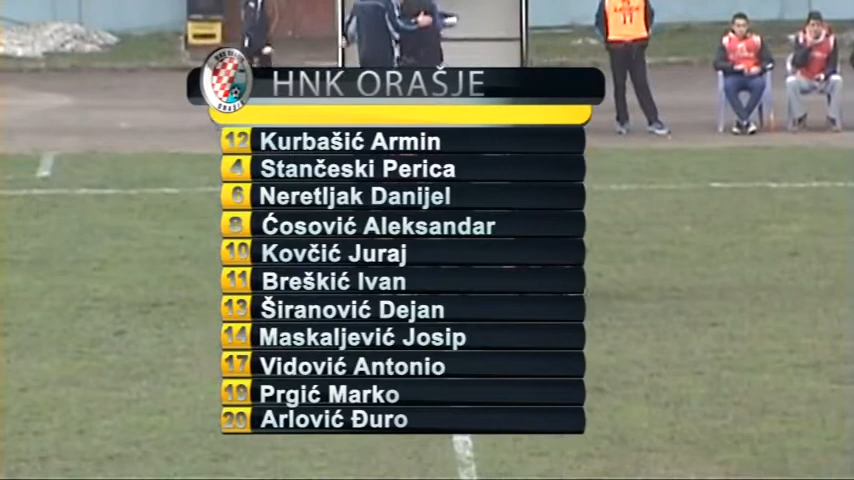 HNK ORAŠJE
12 Kurbašić Armin
4 Stančeski Perica
6 Neretljak Danijel
8 Ćosović Aleksandar
10 Kovčić Juraj
11 Breškić Ivan
13 Širanović Dejan
14 Maskaljević Josip
17 Vidović Antonio
19 Prgić Marko
20 Arlović Đuro